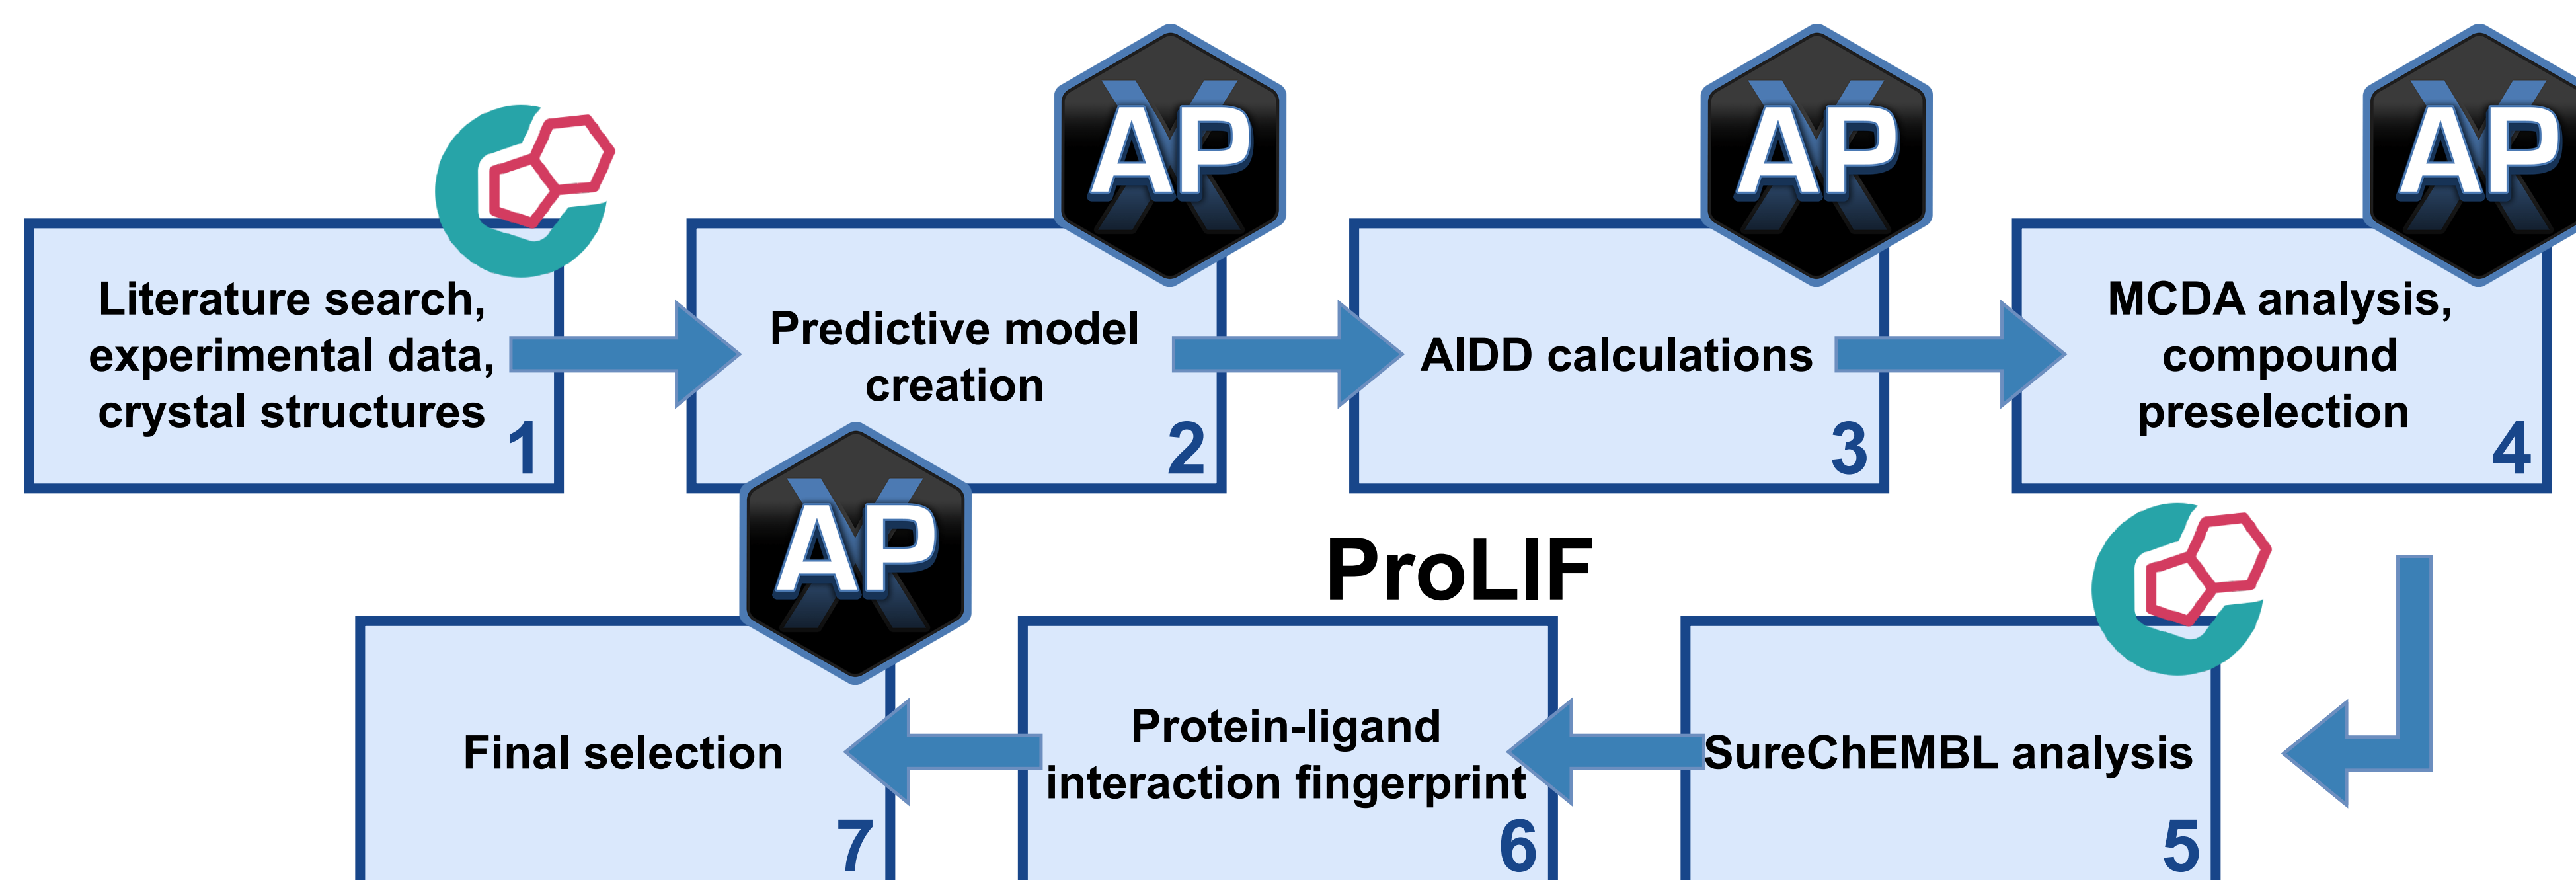 AP
AP
AP
Literature search,
experimental data,
crystal structures
1
Predictive model
creation
2
AIDD calculations
3
MCDA analysis,
compound
preselection
4
AP
ProLIF
SureChEMBL analysis
5
Protein-ligand
interaction fingerprint
6
Final selection
7